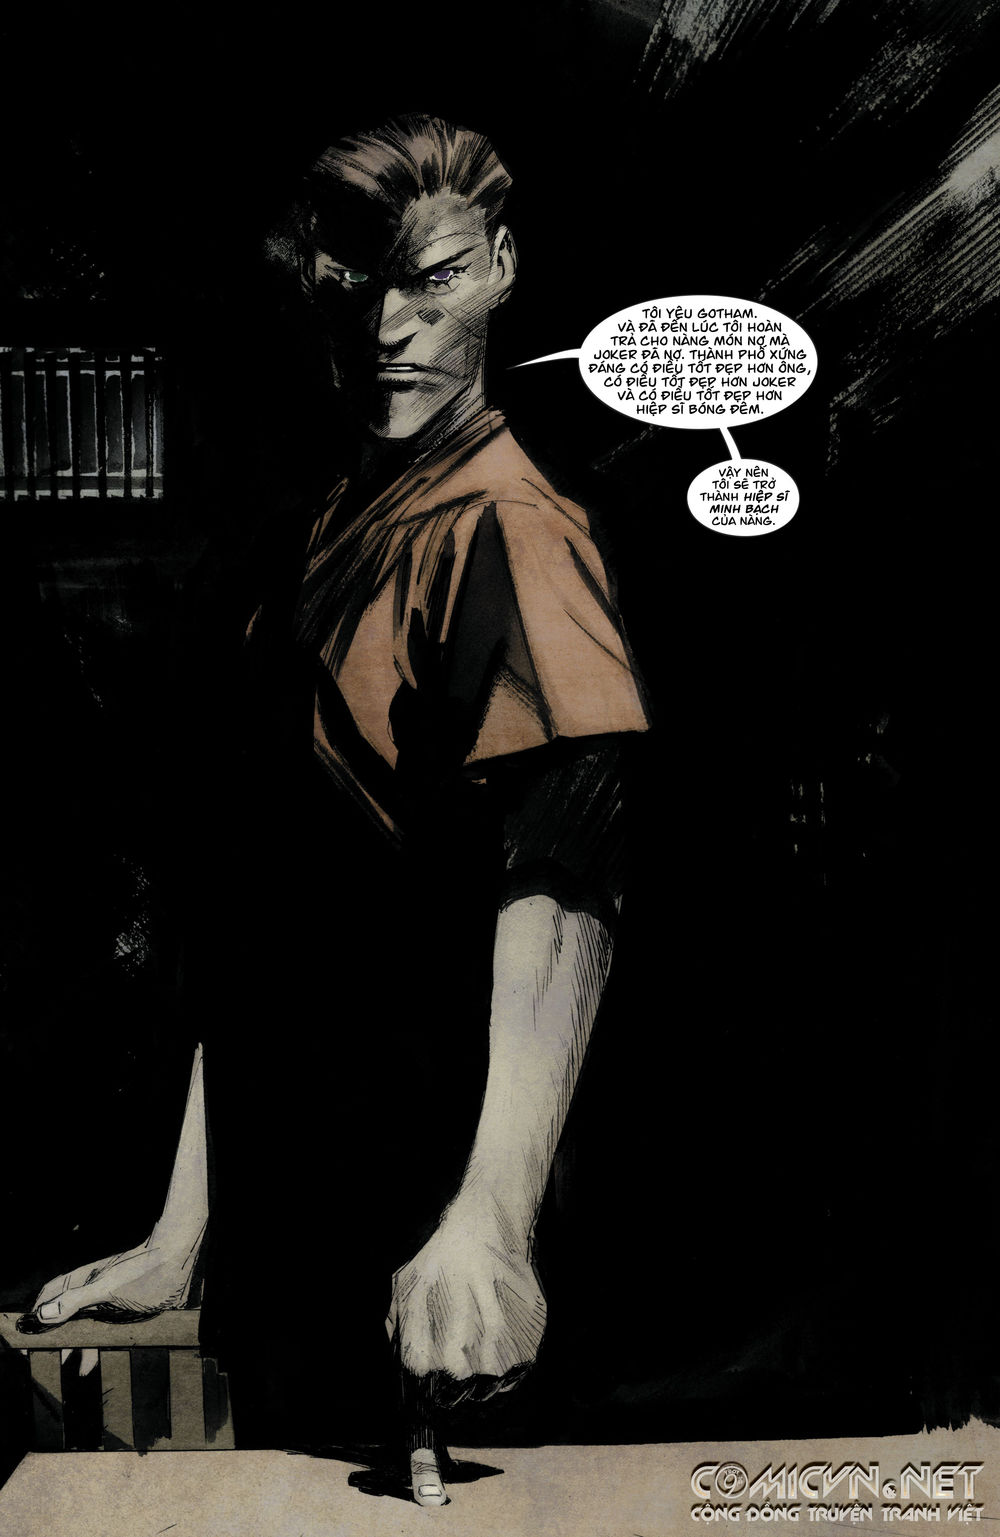 TÔI YÊU GOTHAM.
VÀ ĐÃ ĐẾN LÚC TÔI HOÀN
TRẢ CHO NÀNG MÓN NỢ MÀ
JOKER ĐÃ NỢ. THÀNH PHỐ XỨNG
ĐÁNG CÓ ĐIỀU TỐT ĐẸP HƠN ÔNG,
CÓ ĐIỀU TỐT ĐẸP HƠN JOKER
VÀ CÓ ĐIỀU TỐT ĐẸP HƠN
HIỆP SĨ BÓNG ĐÊM.
VẬY NÊN
TÔI SẼ TRỞ
THÀNH HIỆP SĨ
MINH BẠCH
CỦA NÀNG.
COMICVN.NET
CỘNG ĐỒNG TRUYỆN TRANH VIỆT